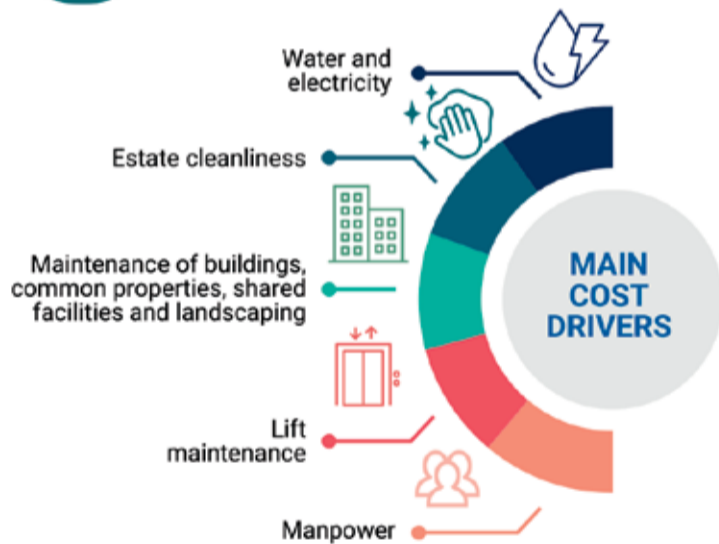 Water and
electricity
Estate cleanliness
Maintenance of buildings,
common properties, shared
facilities and landscaping
MAIN
COST
DRIVERS
Lift
maintenance
Manpower